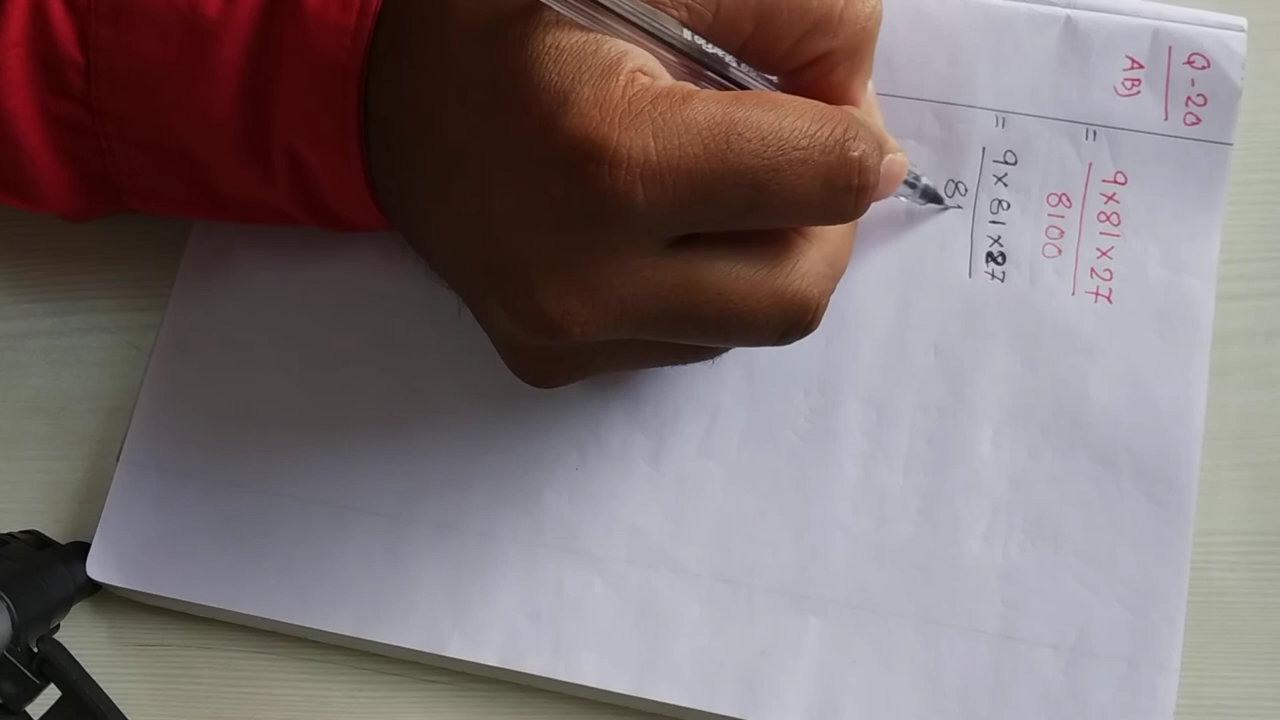 Q-20
AB) = 9 x 81 x 27
8100
= 9 x 81 x 27
81